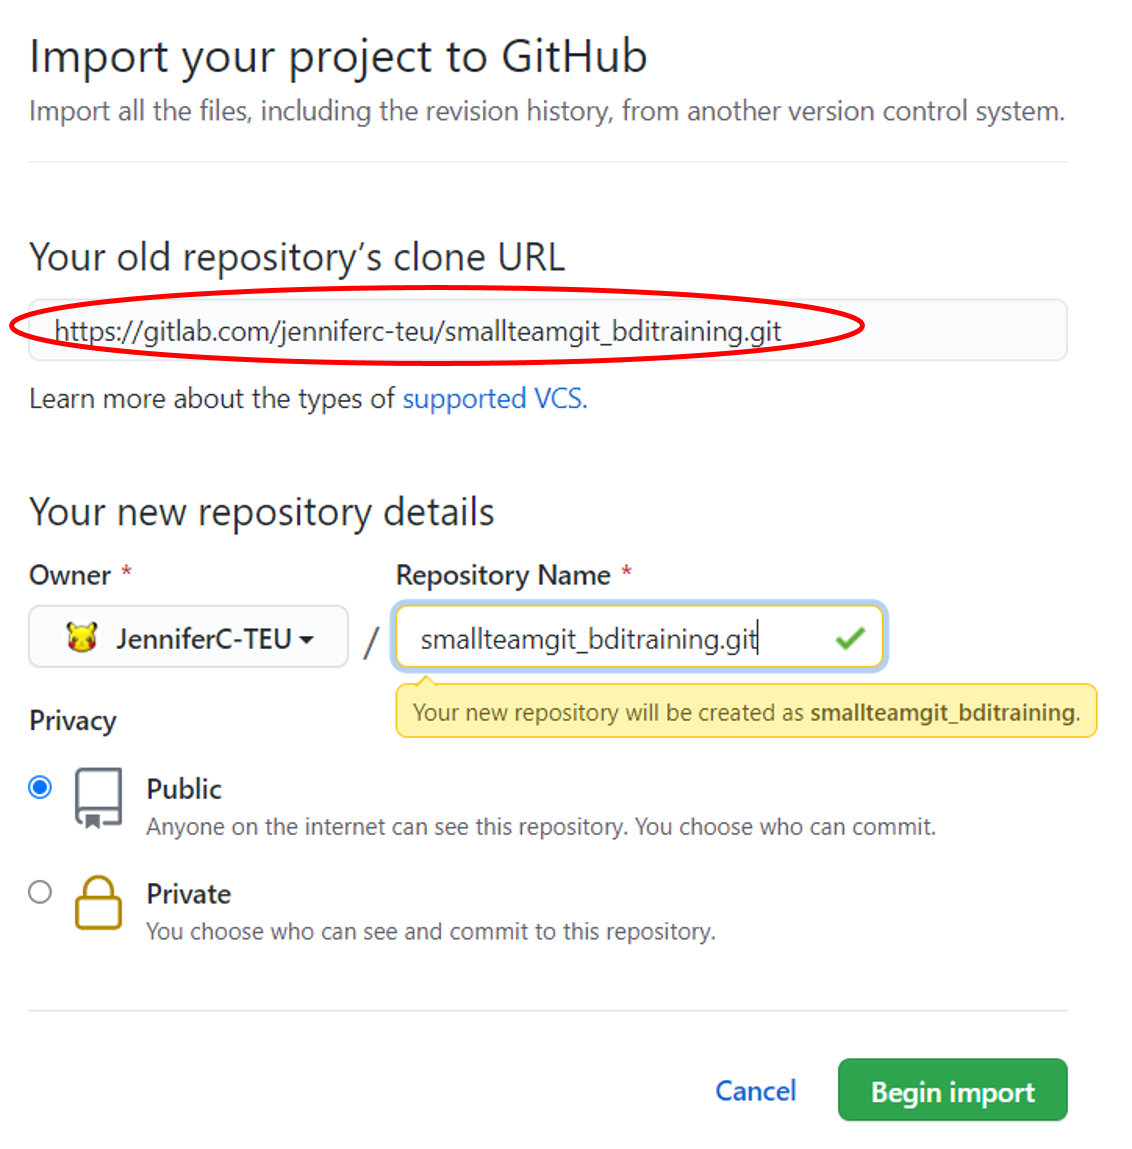 Import your project to GitHub
Import all the files, including the revision history, from another version control system.
Your old repository’s clone URL
https://gitlab.com/jenniferc-teu/smallteamgit_bditraining.git
Learn more about the types of supported VCS.
Your new repository details
Owner *
Repository Name *
JenniferC-TEU
/
smallteamgit_bditraining.git
Your new repository will be created as smallteamgit_bditraining.
Privacy
Public
Anyone on the internet can see this repository. You choose who can commit.
Private
You choose who can see and commit to this repository.
Cancel
Begin import